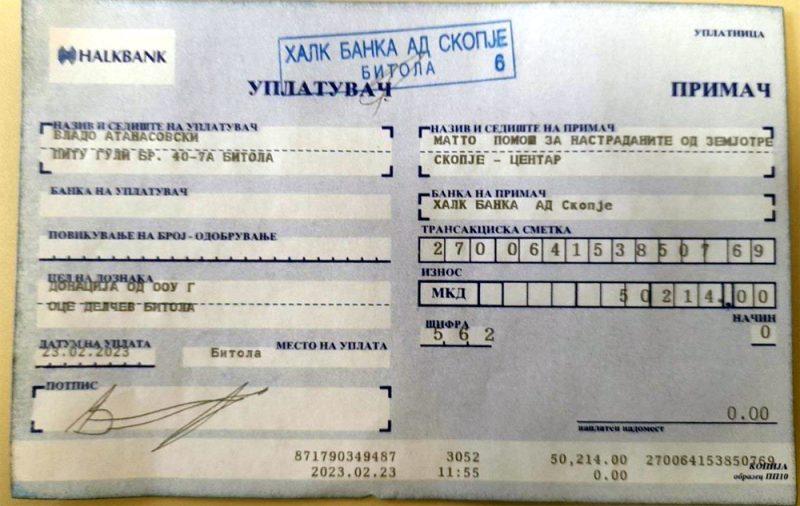 HALKBANK
ХАЛК БАНКА АД СКОПЈЕ
БИТОЛА 6
УПЛАТНИЦА
УПЛАТУВАЧ
ПРИМАЧ
НАЗИВ И СЕДИШТЕ НА УПЛАТУВАЧ
ВЛАДО АТАНАСОВСКИ
ПИТУ ГУЛИ БР. 40-7А БИТОЛА
БАНКА НА УПЛАТУВАЧ
ПОВИКУВАЊЕ НА БРОЈ - ОДОБРУВАЊЕ
ЦЕЛ НА ДОЗНАКА
ДОНАЦИЈА ОД ООУ Г
ОЦЕ ДЕЛЧЕВ БИТОЛА
ДАТУМ НА УПЛАТА
23.02.2023
Битола
МЕСТО НА УПЛАТА
ПОТПИС
НАЗИВ И СЕДИШТЕ НА ПРИМАЧ
МАТТО ПОМОШ ЗА НАСТРАДАНИТЕ ОД ЗЕМЈОТРЕ
СКОПЈЕ - ЦЕНТАР
БАНКА НА ПРИМАЧ
ХАЛК БАНКА АД Скопје
ТРАНСАКЦИСКА СМЕТКА
270 0641538507 69
ИЗНОС
МКД 50214.00
ШИФРА
562
НАЧИН
0
0.00
наплатен надомест
871790349487 3052 50,214.00 270064153850769
2023.02.23 11:55 0.00
КОПИЈА
образец ПП10